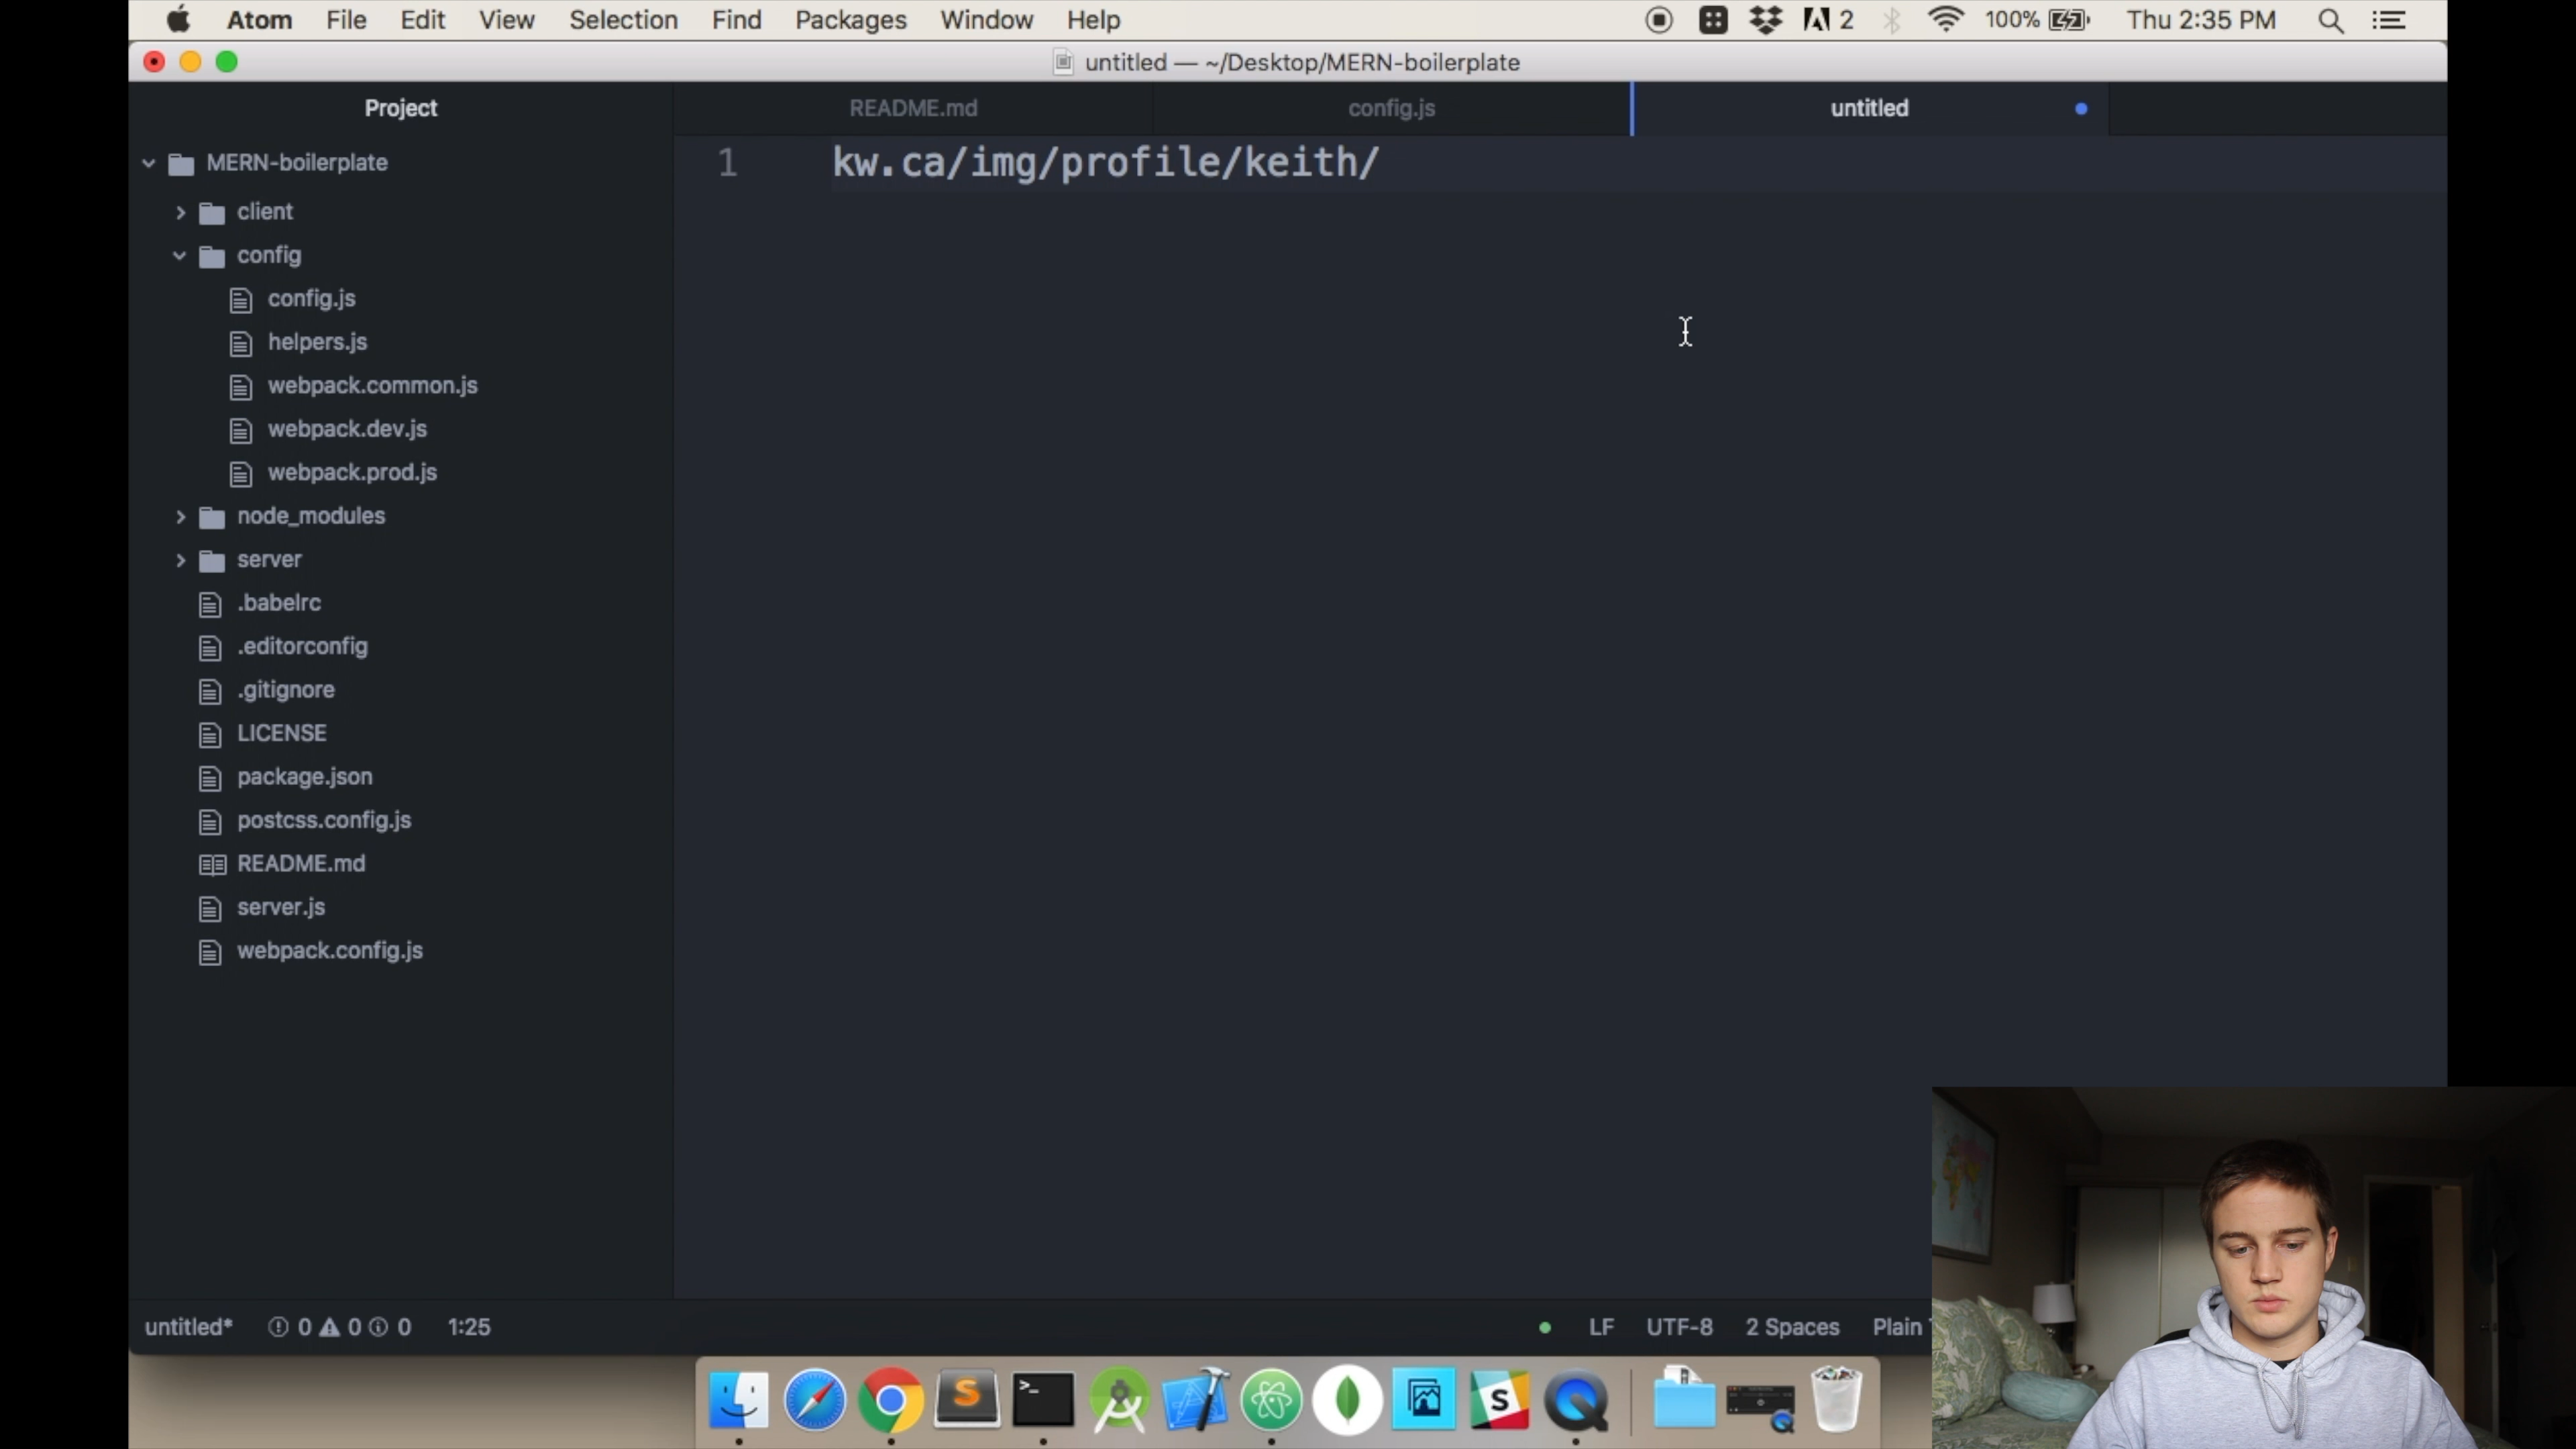 Atom File Edit View Selection Find Packages Window Help 2 100% Thu 2:35 PM
untitled — ~/Desktop/MERN-boilerplate
Project
README.md config.js untitled
MERN-boilerplate
client
config
config.js
helpers.js
webpack.common.js
webpack.dev.js
webpack.prod.js
node_modules
server
.babelrc
.editorconfig
.gitignore
LICENSE
package.json
postcss.config.js
README.md
server.js
webpack.config.js
1 kw.ca/img/profile/keith/
untitled* 0 0 0 1:25 LF UTF-8 2 Spaces Plain
S >_ S